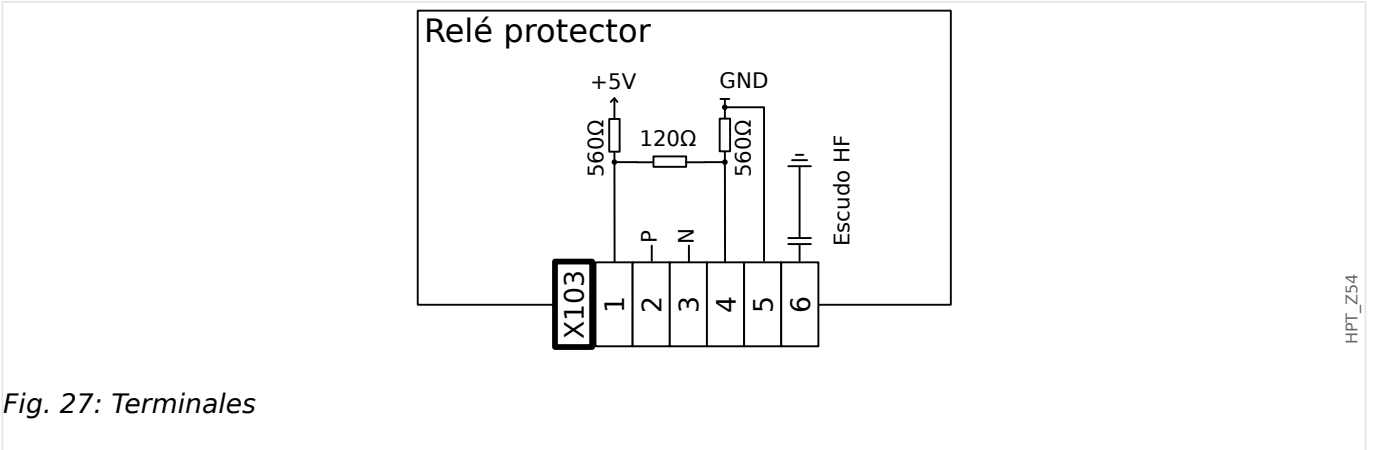 Relé protector
+5V
GND
560Ω
120Ω
560Ω
Escudo HF
P
N
X103
1
2
3
4
5
6
HPT_Z54
Fig. 27: Terminales